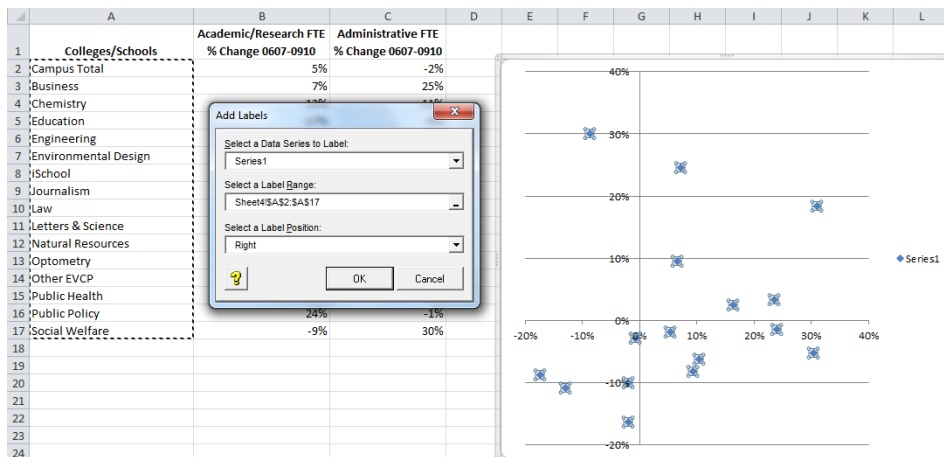 A B C D E F G H I J K L
Academic/Research FTE Administrative FTE
1 Colleges/Schools % Change 0607-0910 % Change 0607-0910
2 Campus Total 5% -2%
3 Business 7% 25%
4 Chemistry
5 Education
6 Engineering
7 Environmental Design
8 iSchool
9 Journalism
10 Law
11 Letters & Science
12 Natural Resources
13 Optometry
14 Other EVCP
15 Public Health
16 Public Policy 24% -1%
17 Social Welfare -9% 30%
18
19
20
21
22
23
24
Add Labels
Select a Data Series to Label:
Series1
Select a Label Range:
Sheet4!$A$2:$A$17
Select a Label Position:
Right
OK Cancel
40%
30%
20%
10%
0%
-20% -10% 0% 10% 20% 30% 40%
-10%
-20%
Series1